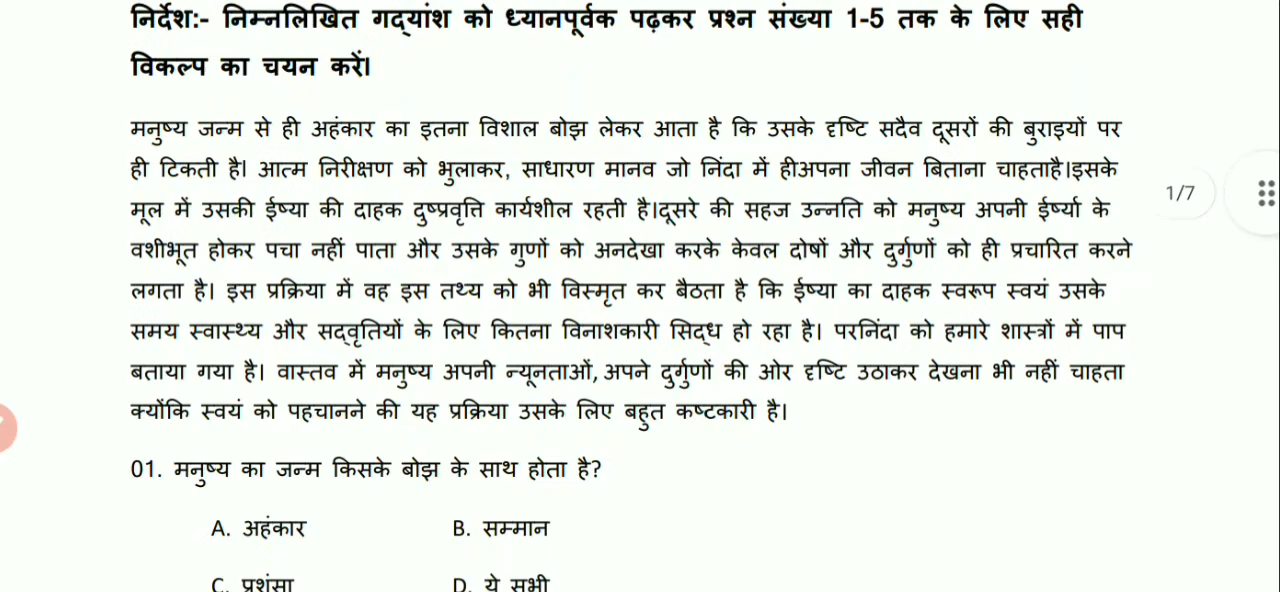 निर्देश:- निम्नलिखित गद्यांश को ध्यानपूर्वक पढ़कर प्रश्न संख्या 1-5 तक के लिए सही
विकल्प का चयन करें।
मनुष्य जन्म से ही अहंकार का इतना विशाल बोझ लेकर आता है कि उसके दृष्टि सदैव दूसरों की बुराइयों पर
ही टिकती है। आत्म निरीक्षण को भुलाकर, साधारण मानव जो निंदा में हीअपना जीवन बिताना चाहताहै।इसके
1/7
मूल में उसकी ईष्या की दाहक दुष्प्रवृत्ति कार्यशील रहती है।दूसरे की सहज उन्नति को मनुष्य अपनी ईर्ष्या के
वशीभूत होकर पचा नहीं पाता और उसके गुणों को अनदेखा करके केवल दोषों और दुर्गुणों को ही प्रचारित करने
लगता है। इस प्रक्रिया में वह इस तथ्य को भी विस्मृत कर बैठता है कि ईष्या का दाहक स्वरूप स्वयं उसके
समय स्वास्थ्य और सद्वृतियों के लिए कितना विनाशकारी सिद्ध हो रहा है। परनिंदा को हमारे शास्त्रों में पाप
बताया गया है। वास्तव में मनुष्य अपनी न्यूनताओं, अपने दुर्गुणों की ओर दृष्टि उठाकर देखना भी नहीं चाहता
क्योंकि स्वयं को पहचानने की यह प्रक्रिया उसके लिए बहुत कष्टकारी है।
01. मनुष्य का जन्म किसके बोझ के साथ होता है?
A. अहंकार B. सम्मान
C. प्रशंसा D. ये सभी